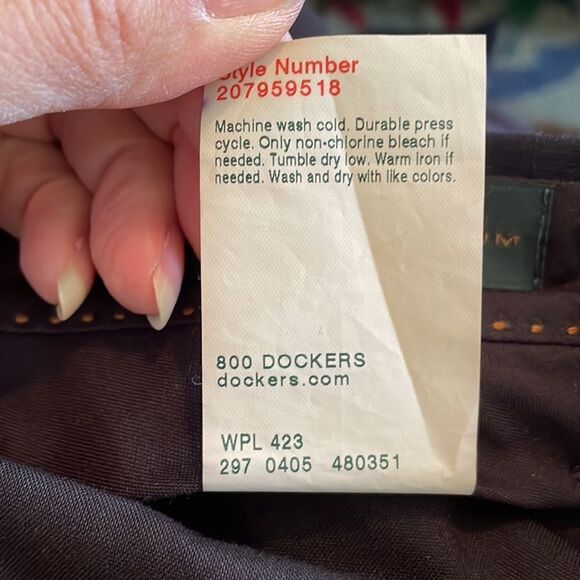 Style Number
207959518
Machine wash cold. Durable press
cycle. Only non-chlorine bleach if
needed. Tumble dry low. Warm Iron if
needed. Wash and dry with like colors.
800 DOCKERS
dockers.com
WPL 423
297 0405 480351